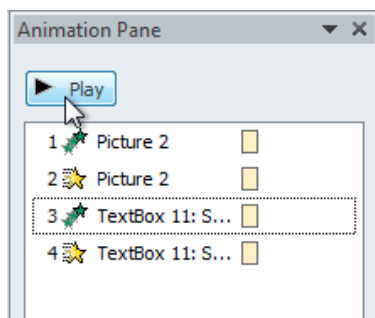 Animation Pane
Play
1 Picture 2
2 Picture 2
3 TextBox 11: S...
4 TextBox 11: S...